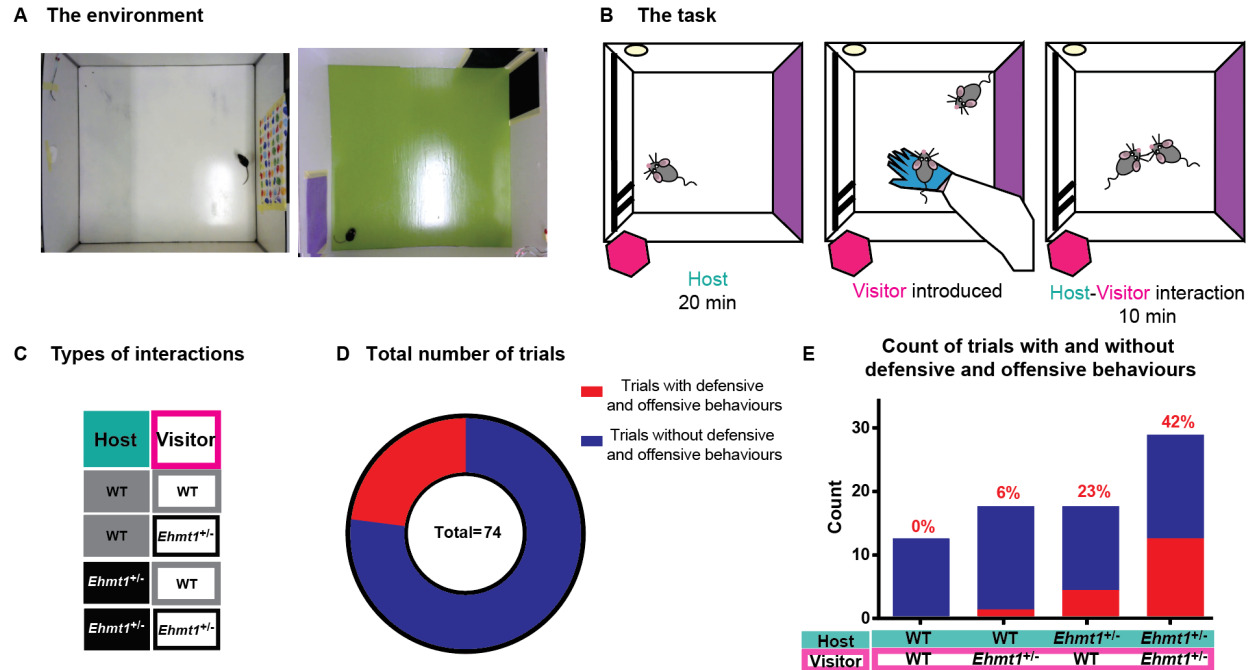 A The environment
B The task
Host
20 min
Visitor introduced
Host-Visitor interaction
10 min
C Types of interactions
Host Visitor
WT WT
WT Ehmt1+/-
Ehmt1+/- WT
Ehmt1+/- Ehmt1+/-
D Total number of trials
Trials with defensive
and offensive behaviours
Trials without defensive
and offensive behaviours
Total=74
E Count of trials with and without
defensive and offensive behaviours
Count
30
20
10
0
0%
6%
23%
42%
Host WT WT Ehmt1+/- Ehmt1+/-
Visitor WT Ehmt1+/- WT Ehmt1+/-